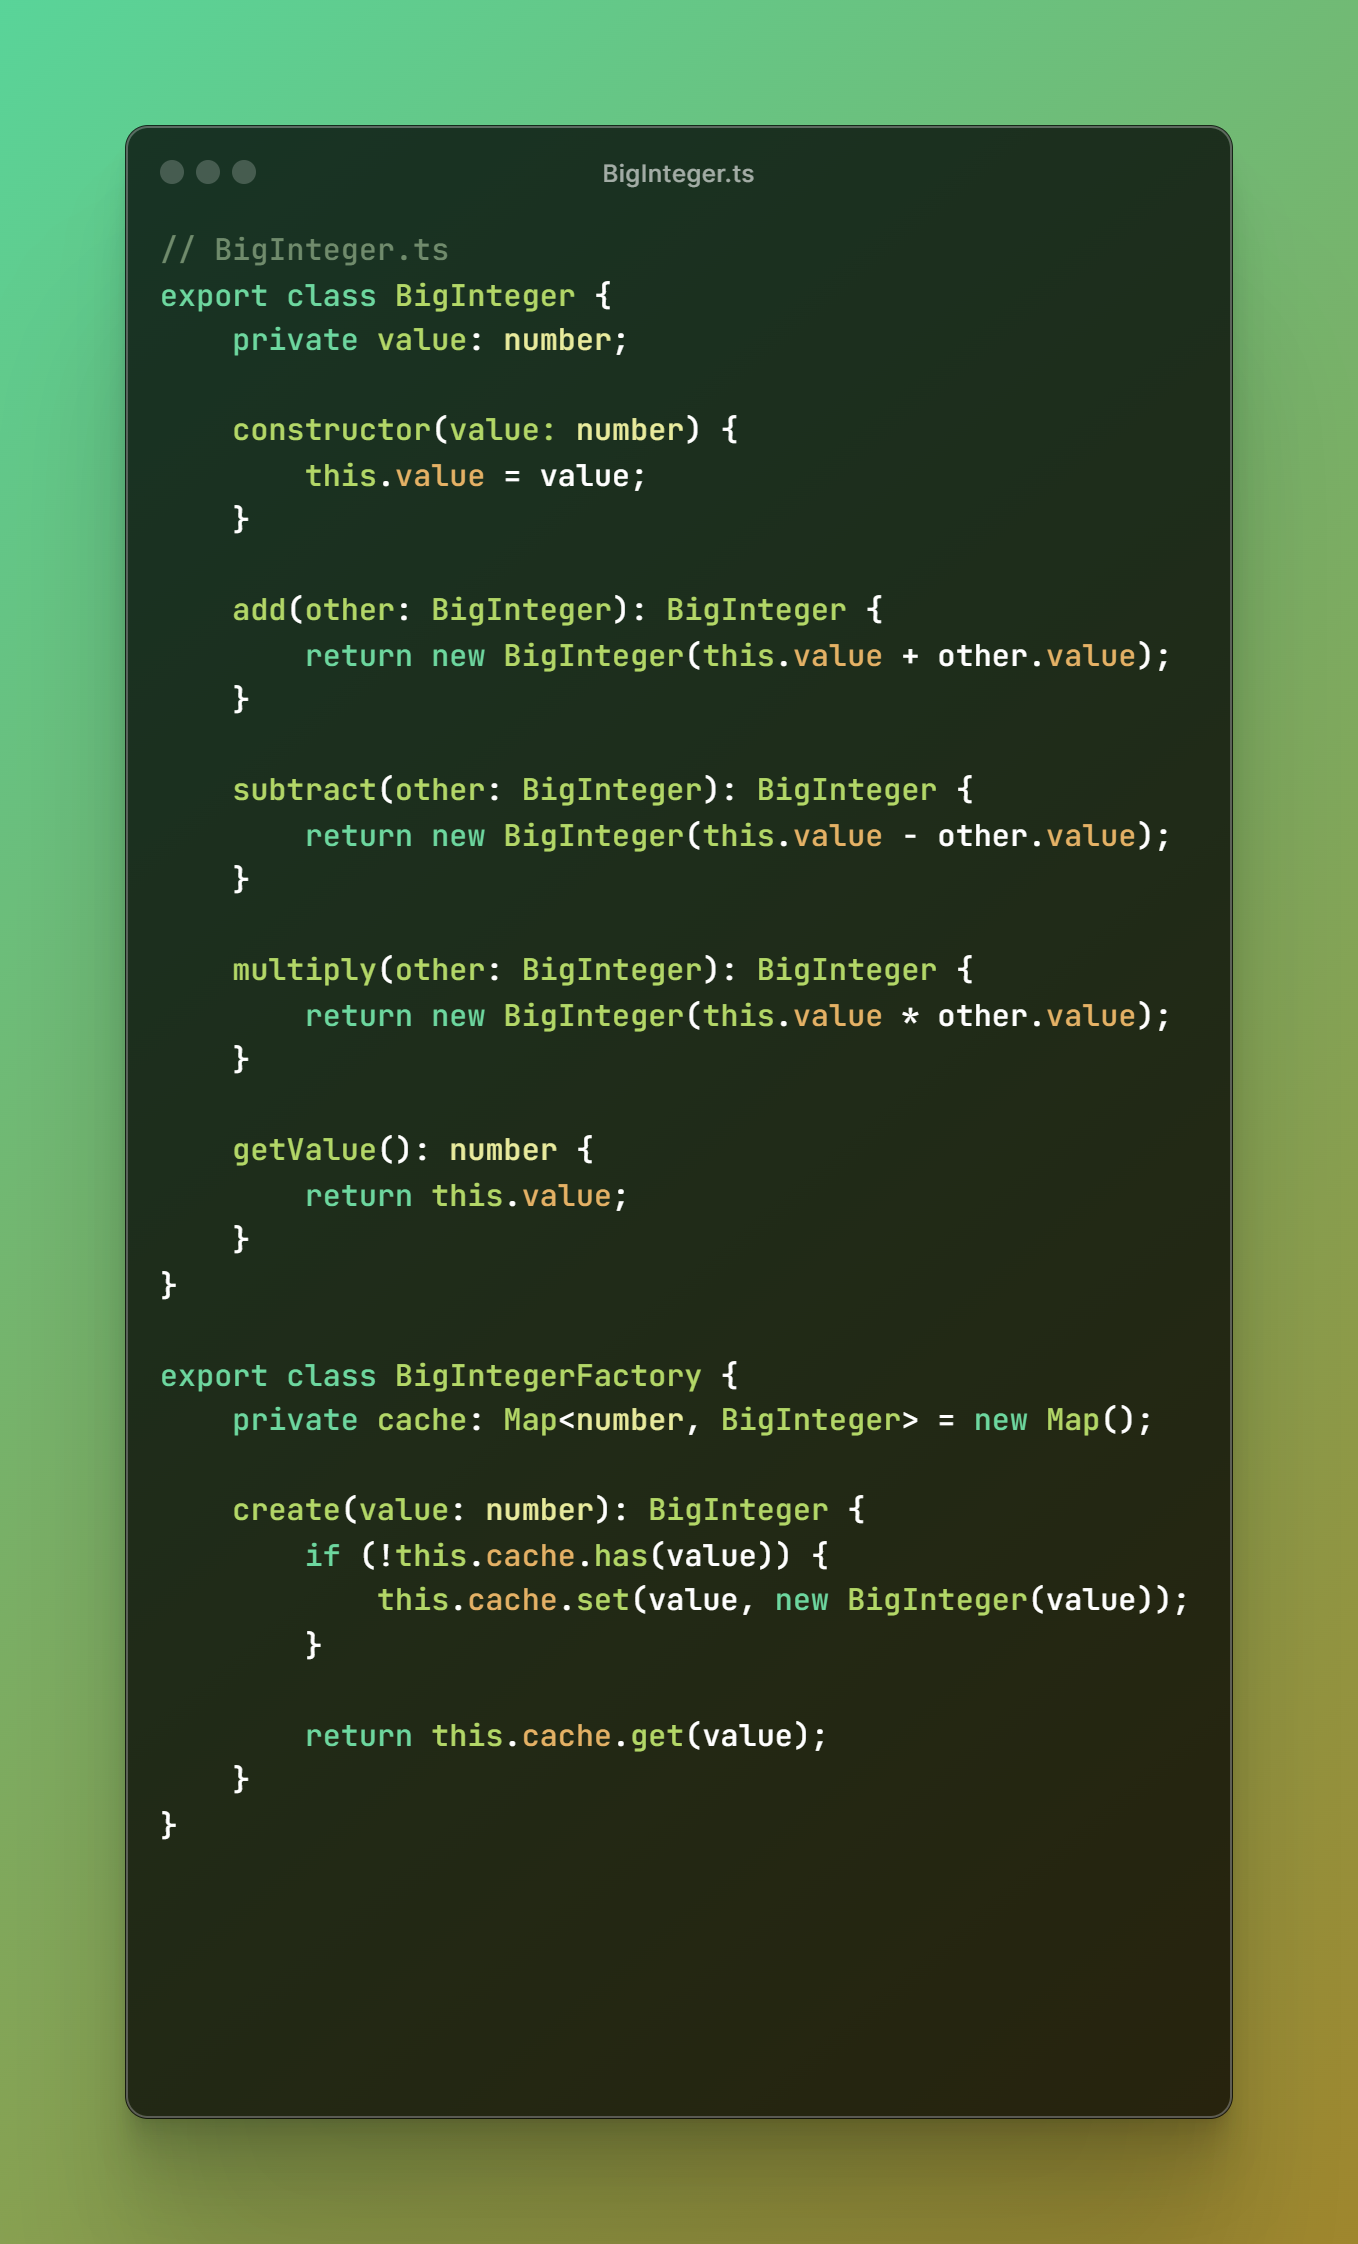 BigInteger.ts
// BigInteger.ts
export class BigInteger {
    private value: number;

    constructor(value: number) {
        this.value = value;
    }

    add(other: BigInteger): BigInteger {
        return new BigInteger(this.value + other.value);
    }

    subtract(other: BigInteger): BigInteger {
        return new BigInteger(this.value - other.value);
    }

    multiply(other: BigInteger): BigInteger {
        return new BigInteger(this.value * other.value);
    }

    getValue(): number {
        return this.value;
    }
}

export class BigIntegerFactory {
    private cache: Map<number, BigInteger> = new Map();

    create(value: number): BigInteger {
        if (!this.cache.has(value)) {
            this.cache.set(value, new BigInteger(value));
        }

        return this.cache.get(value);
    }
}